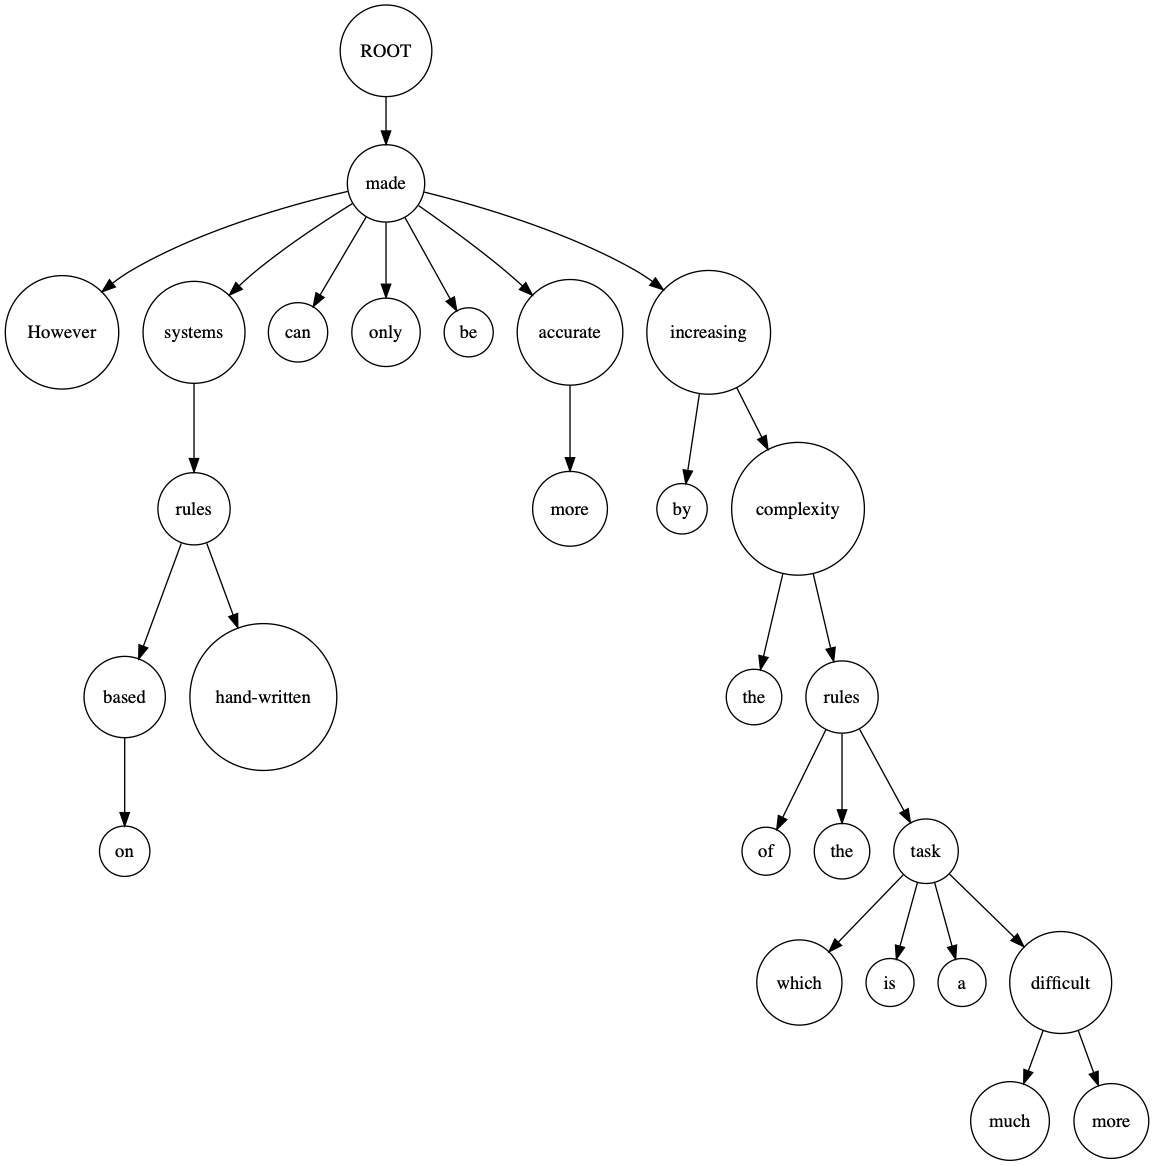 ROOT
made
However systems can only be accurate increasing
rules more by complexity
based hand-written the rules
on of the task
which is a difficult
much more